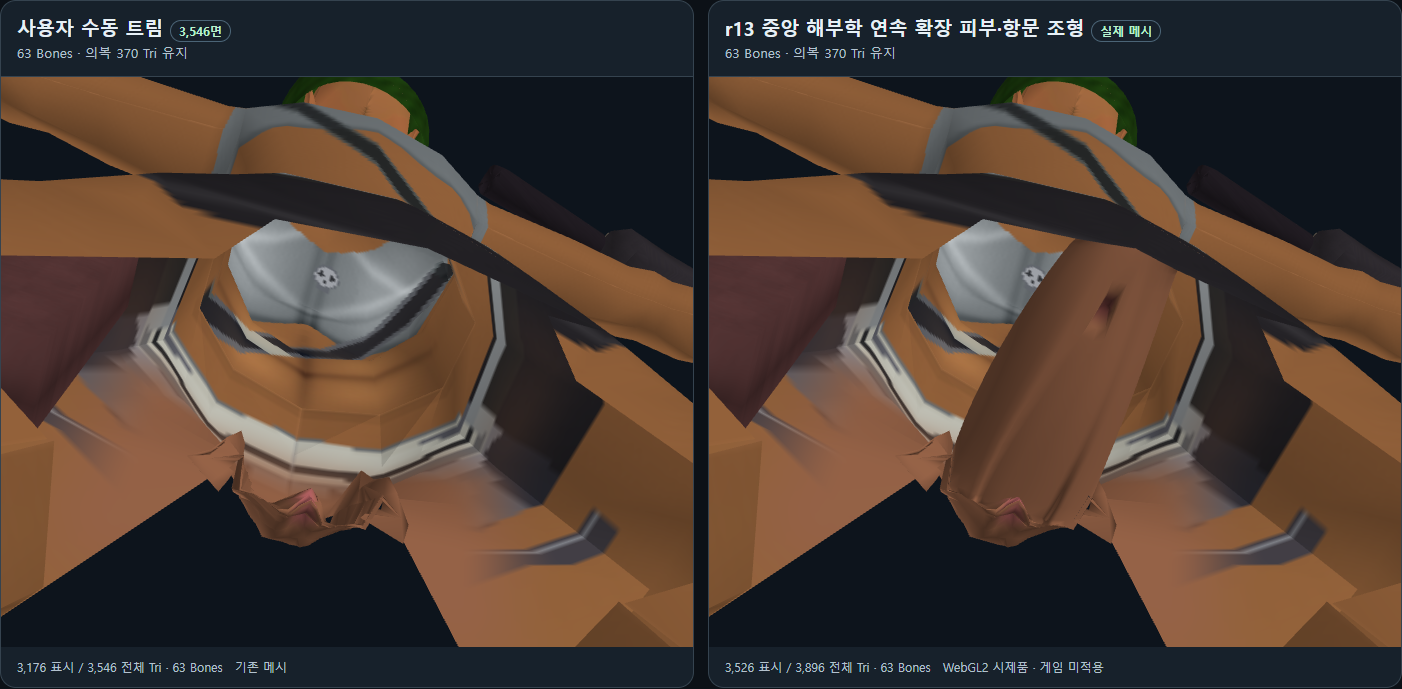 사용자 수동 트림 3,546면
63 Bones · 의복 370 Tri 유지
3,176 표시 / 3,546 전체 Tri · 63 Bones 기존 메시
r13 중앙 해부학 연속 확장 피부·항문 조형 실제 메시
63 Bones · 의복 370 Tri 유지
3,526 표시 / 3,896 전체 Tri · 63 Bones WebGL2 시제품 · 게임 미적용